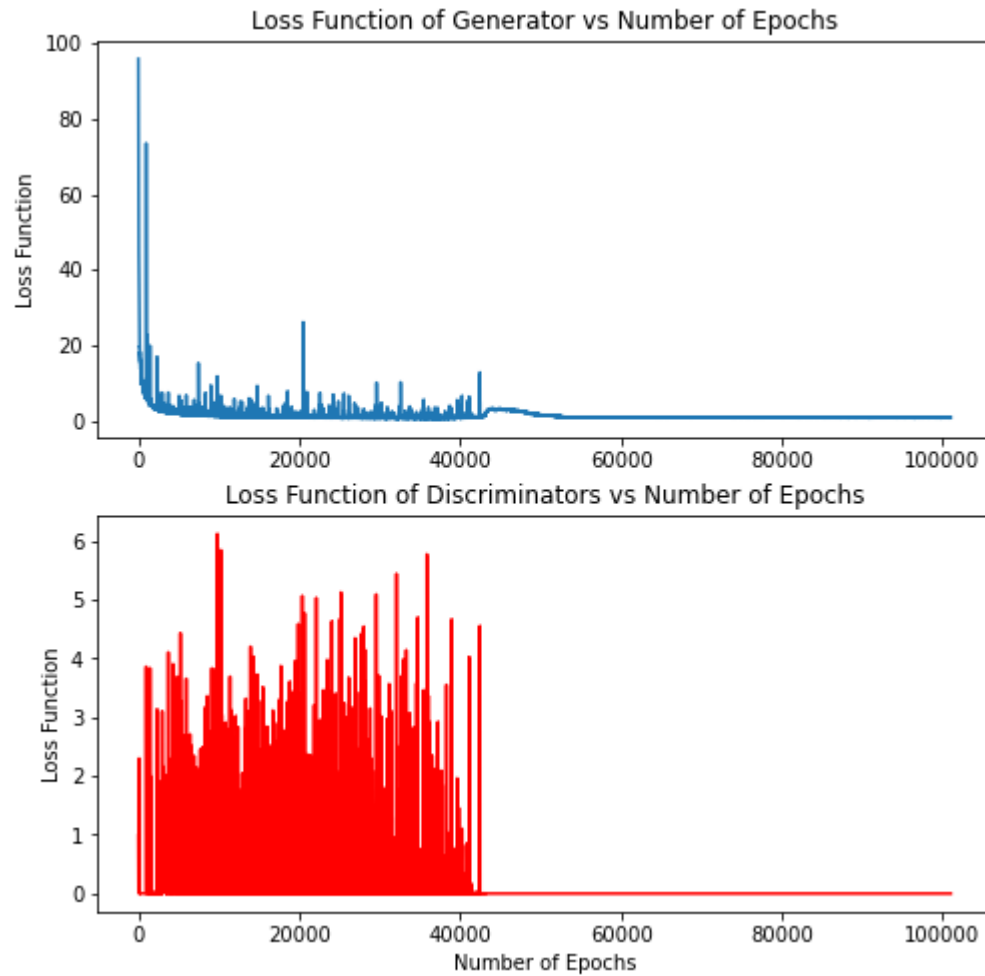 Loss Function of Generator vs Number of Epochs
100
80
60
40
20
0
Loss Function
0 20000 40000 60000 80000 100000
Loss Function of Discriminators vs Number of Epochs
6
5
4
3
2
1
0
Loss Function
0 20000 40000 60000 80000 100000
Number of Epochs